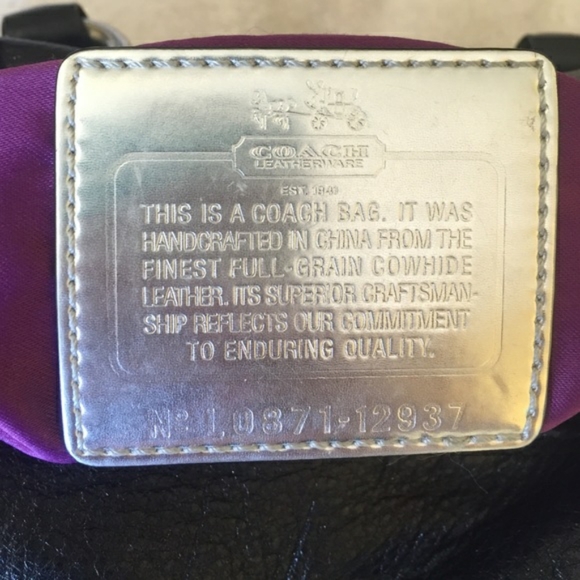 COACH
LEATHERWARE
EST. 1941
THIS IS A COACH BAG. IT WAS
HANDCRAFTED IN CHINA FROM THE
FINEST FULL-GRAIN COWHIDE
LEATHER. ITS SUPERIOR CRAFTSMAN-
SHIP REFLECTS OUR COMMITMENT
TO ENDURING QUALITY.
Nº L0871-12937